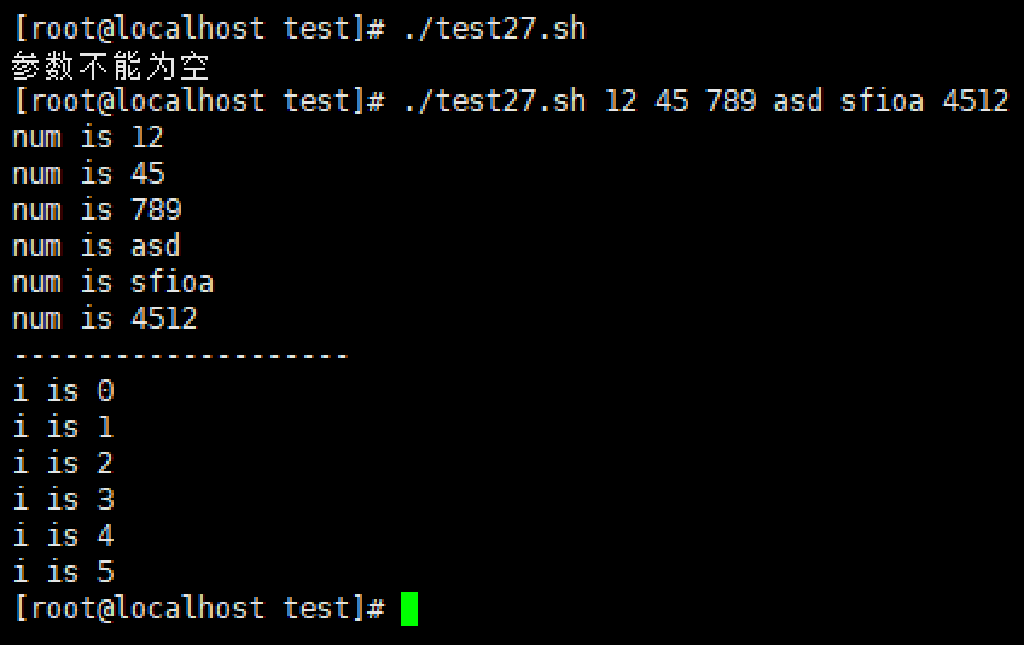 [root@localhost test]# ./test27.sh
参数不能为空
[root@localhost test]# ./test27.sh 12 45 789 asd sfioa 4512
num is 12
num is 45
num is 789
num is asd
num is sfioa
num is 4512
--------------------
i is 0
i is 1
i is 2
i is 3
i is 4
i is 5
[root@localhost test]#